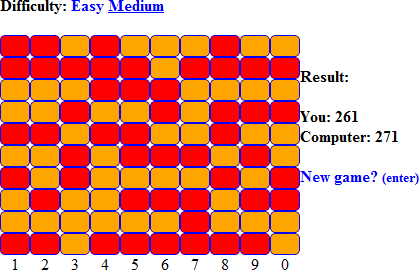 Difficulty: Easy Medium
Result:
You: 261
Computer: 271
New game? (enter)
1 2 3 4 5 6 7 8 9 0